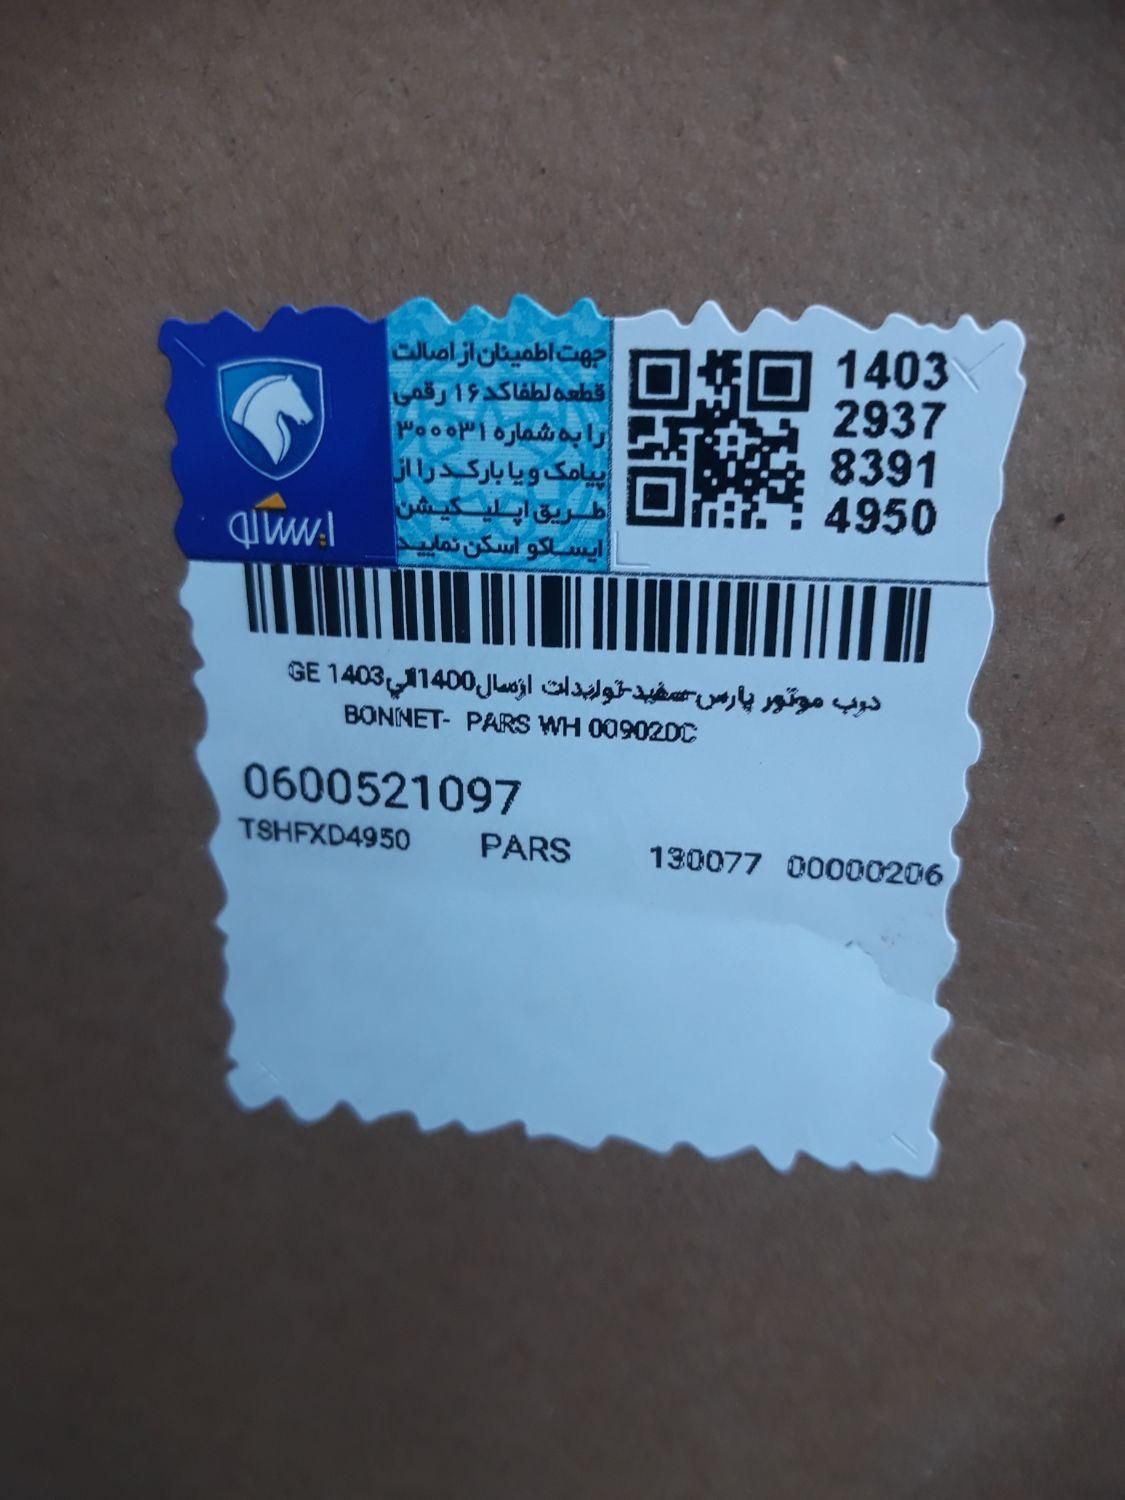 ایساکو
جهت اطمینان از اصالت
قطعه لطفا کد ۱۶ رقمی
را به شماره ۳۰۰۰۳۱
پیامک و یا بارکد را از
طریق اپلیکیشن
ایساکو اسکن نمایید
1403
2937
8391
4950
درب موتور پارس-سفید-تولیدات ازسال1400الي1403 GE
BONNET- PARS WH 009020C
0600521097
TSHFXD4950 PARS 130077 00000206